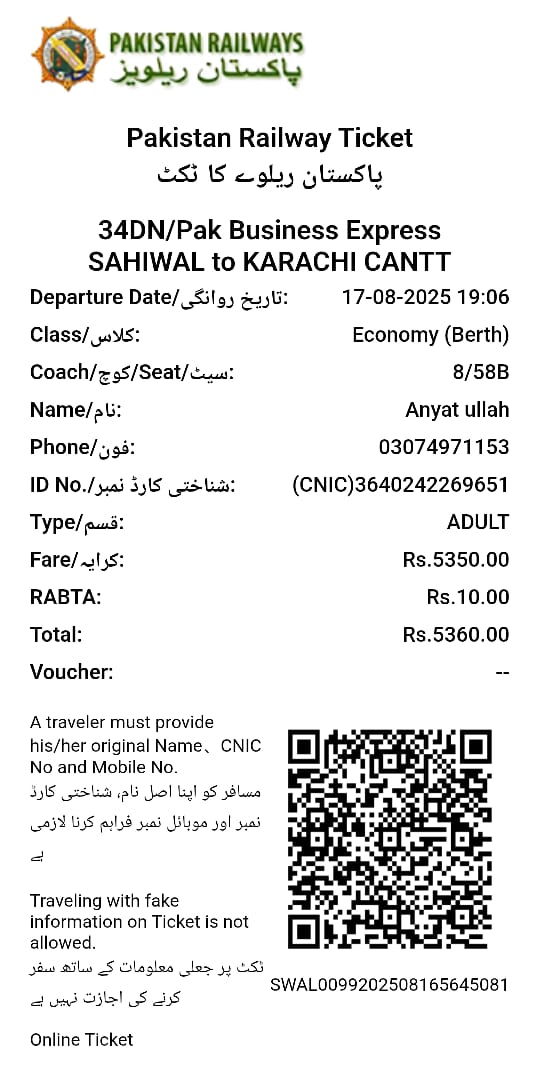 PAKISTAN RAILWAYS
پاکستان ریلویز
Pakistan Railway Ticket
پاکستان ریلوے کا ٹکٹ
34DN/Pak Business Express
SAHIWAL to KARACHI CANTT
Departure Date/تاریخ روانگی: 17-08-2025 19:06
Class/کلاس: Economy (Berth)
Coach/کوچ/Seat/سیٹ: 8/58B
Name/نام: Anyat ullah
Phone/فون: 03074971153
ID No./شناختی کارڈ نمبر: (CNIC)3640242269651
Type/قسم: ADULT
Fare/کرایہ: Rs.5350.00
RABTA: Rs.10.00
Total: Rs.5360.00
Voucher: --
A traveler must provide
his/her original Name、CNIC
No and Mobile No.
مسافر کو اپنا اصل نام، شناختی کارڈ
نمبر اور موبائل نمبر فراہم کرنا لازمی
ہے
Traveling with fake
information on Ticket is not
allowed.
ٹکٹ پر جعلی معلومات کے ساتھ سفر
کرنے کی اجازت نہیں ہے
SWAL0099202508165645081
Online Ticket